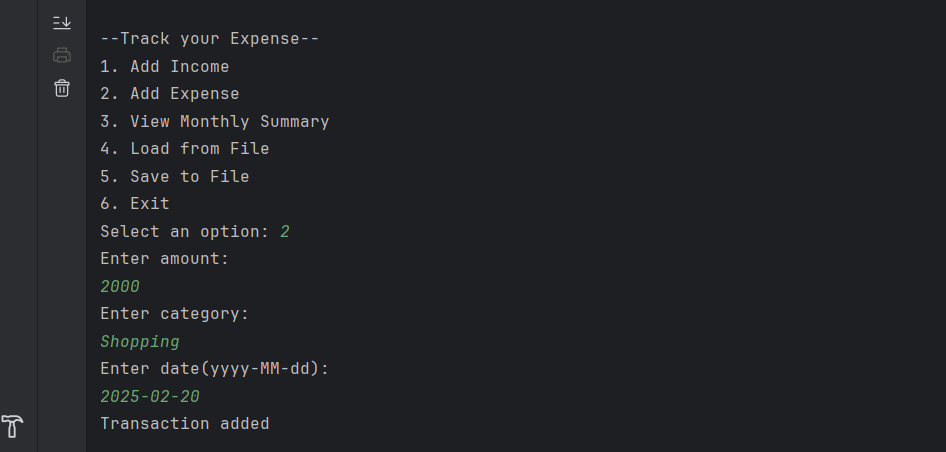 --Track your Expense--
1. Add Income
2. Add Expense
3. View Monthly Summary
4. Load from File
5. Save to File
6. Exit
Select an option: 2
Enter amount:
2000
Enter category:
Shopping
Enter date(yyyy-MM-dd):
2025-02-20
Transaction added